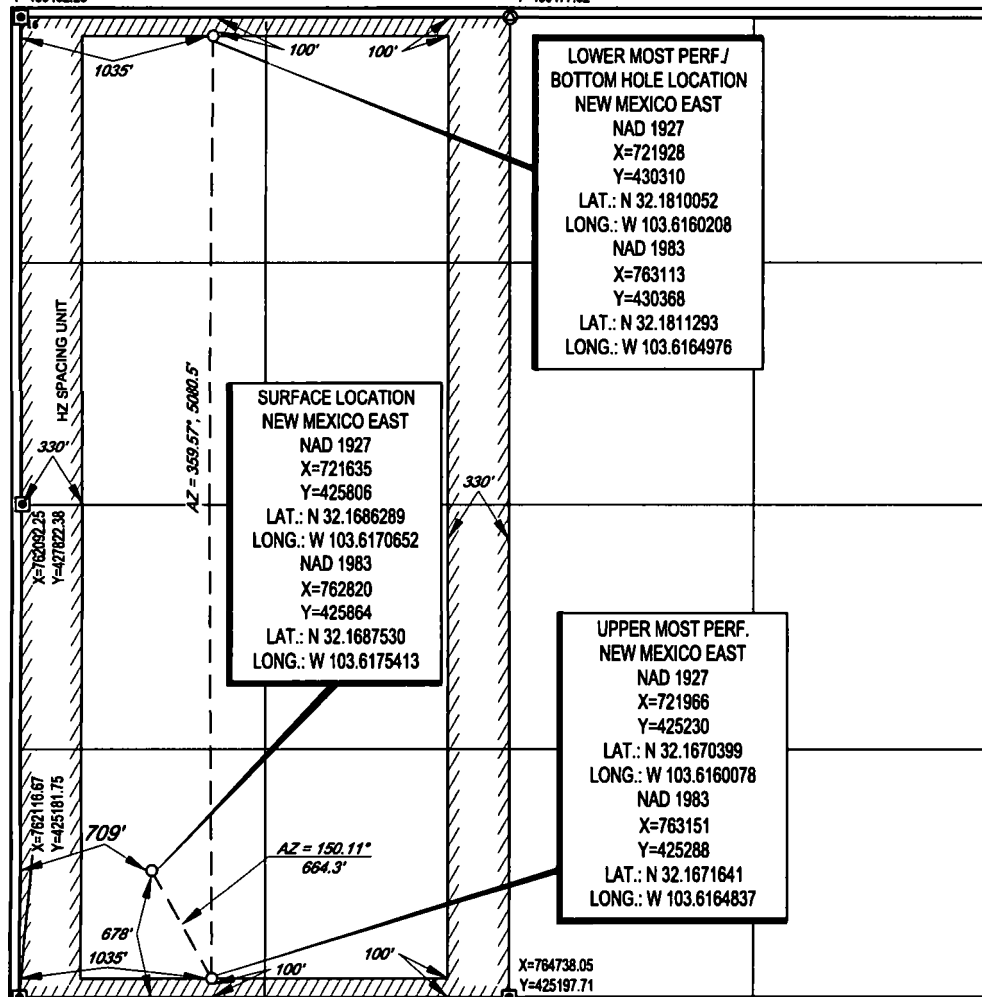 100'
100'
1035'
LOWER MOST PERF./
BOTTOM HOLE LOCATION
NEW MEXICO EAST
NAD 1927
X=721928
Y=430310
LAT.: N 32.1810052
LONG.: W 103.6160208
NAD 1983
X=763113
Y=430368
LAT.: N 32.1811293
LONG.: W 103.6164976
HZ SPACING UNIT
AZ = 359.57°, 5080.5'
330'
330'
SURFACE LOCATION
NEW MEXICO EAST
NAD 1927
X=721635
Y=425806
LAT.: N 32.1686289
LONG.: W 103.6170652
NAD 1983
X=762820
Y=425864
LAT.: N 32.1687530
LONG.: W 103.6175413
X=762092.25
Y=427822.38
UPPER MOST PERF.
NEW MEXICO EAST
NAD 1927
X=721966
Y=425230
LAT.: N 32.1670399
LONG.: W 103.6160078
NAD 1983
X=763151
Y=425288
LAT.: N 32.1671641
LONG.: W 103.6164837
X=762116.67
Y=425181.75
709'
AZ = 150.11°
664.3'
678'
1035'
100'
100'
X=764738.05
Y=425197.71